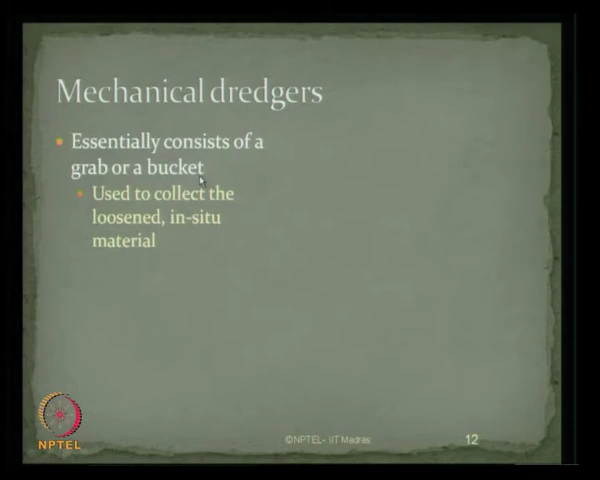 Mechanical dredgers
Essentially consists of a
grab or a bucket
Used to collect the
loosened, in-situ
material
NPTEL
©NPTEL- IIT Madras
12